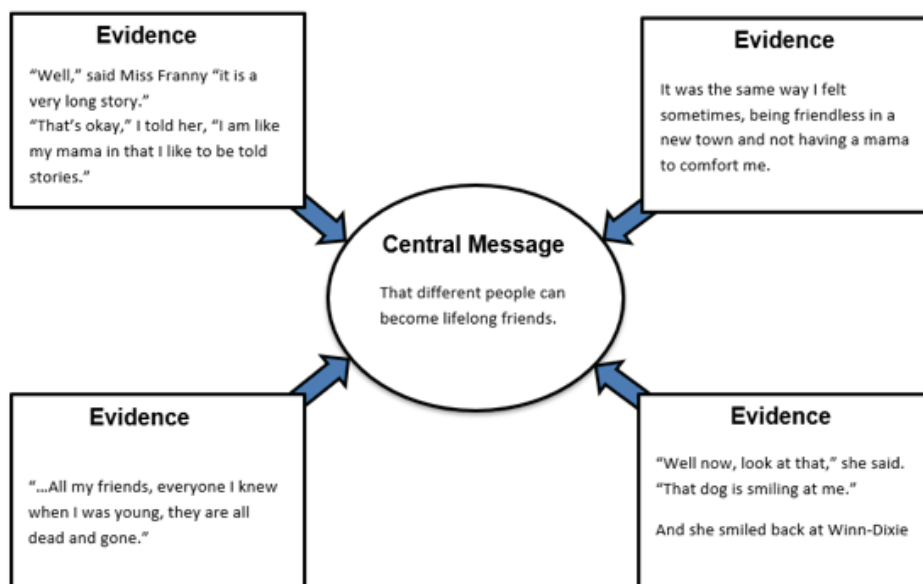 Evidence
“Well,” said Miss Franny “it is a
very long story.”
“That’s okay,” I told her, “I am like
my mama in that I like to be told
stories.”
Evidence
It was the same way I felt
sometimes, being friendless in a
new town and not having a mama
to comfort me.
Central Message
That different people can
become lifelong friends.
Evidence
“…All my friends, everyone I knew
when I was young, they are all
dead and gone.”
Evidence
“Well now, look at that,” she said.
“That dog is smiling at me.”
And she smiled back at Winn-Dixie